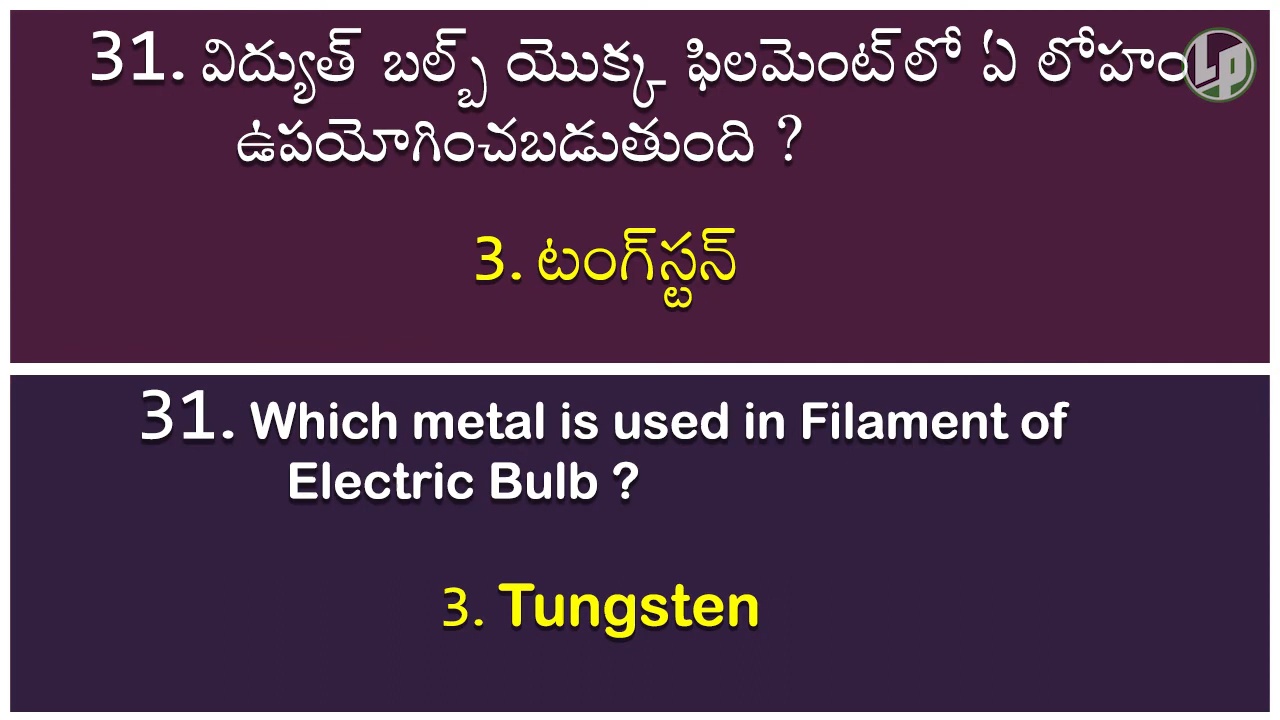 31. విద్యుత్ బల్బ్ యొక్క ఫిలమెంట్‌లో ఏ లోహం
ఉపయోగించబడుతుంది ?
3. టంగ్‌స్టన్
31. Which metal is used in Filament of
Electric Bulb ?
3. Tungsten
LP